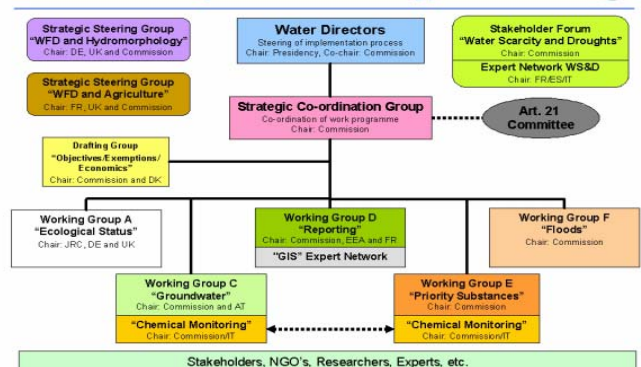 Strategic Steering Group
"WFD and Hydromorphology"
Chair: DE, UK and Commission
Strategic Steering Group
"WFD and Agriculture"
Chair: FR, UK and Commission
Water Directors
Steering of implementation process
Chair: Presidency, Co-chair: Commission
Stakeholder Forum
"Water Scarcity and Droughts"
Chair: Commission
Expert Network WS&D
Chair: FR/ES/IT
Strategic Co-ordination Group
Co-ordination of work programme
Chair: Commission
Art. 21
Committee
Drafting Group
"Objectives/Exemptions/
Economics"
Chair: Commission and DK
Working Group A
"Ecological Status"
Chair: JRC, DE and UK
Working Group D
"Reporting"
Chair: Commission, EEA and FR
"GIS" Expert Network
Working Group F
"Floods"
Chair: Commission
Working Group C
"Groundwater"
Chair: Commission and AT
"Chemical Monitoring"
Chair: Commission/IT
Working Group E
"Priority Substances"
Chair: Commission
"Chemical Monitoring"
Chair: Commission/IT
Stakeholders, NGO's, Researchers, Experts, etc.